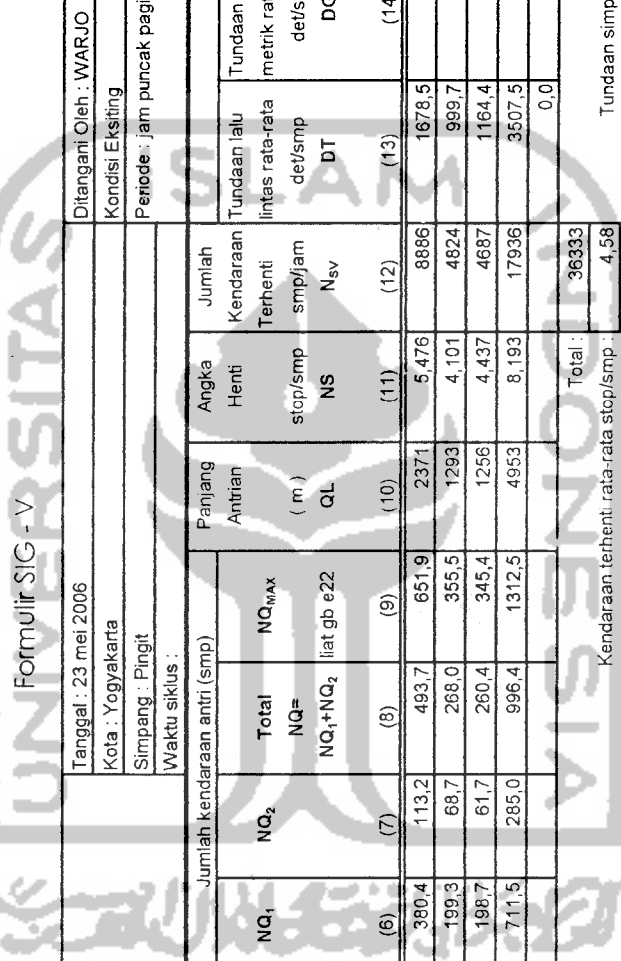 Formulir SIG - V
Tanggal : 23 mei 2006
Ditangani Oleh : WARJO
Kota : Yogyakarta
Kondisi Eksiting
Simpang : Pingit
Periode : jam puncak pagi
Waktu siklus :
Jumlah kendaraan antri (smp)
Panjang Antrian ( m ) QL
Angka Henti stop/smp NS
Jumlah Kendaraan Terhenti smp/jam Nsv
Tundaan lalu lintas rata-rata det/smp DT
Tundaan
NQ₁
NQ₂
Total NQ= NQ₁+NQ₂
NQMAX liat gb e22
(6) (7) (8) (9) (10) (11) (12) (13)
380,4 113,2 493,7 651,9 2371 5,476 8886 1678,5
199,3 68,7 268,0 355,5 1293 4,101 4824 999,7
198,7 61,7 260,4 345,4 1256 4,437 4687 1164,4
711,5 285,0 996,4 1312,5 4953 8,193 17936 3507,5
0,0
Total : 36333
Kendaraan terhenti rata-rata stop/smp : 4,58
Tundaan simp
UNIVERSITAS
ISLAM
INDONESIA